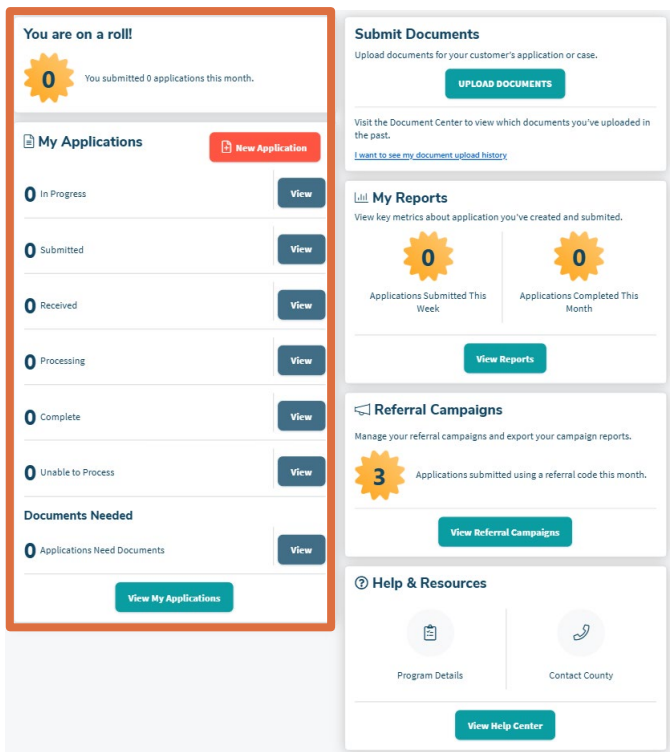 You are on a roll!
0
You submitted 0 applications this month.
My Applications
New Application
0 In Progress
View
0 Submitted
View
0 Received
View
0 Processing
View
0 Complete
View
0 Unable to Process
View
Documents Needed
0 Applications Need Documents
View
View My Applications
Submit Documents
Upload documents for your customer's application or case.
UPLOAD DOCUMENTS
Visit the Document Center to view which documents you've uploaded in
the past.
I want to see my document upload history
My Reports
View key metrics about application you've created and submited.
0
Applications Submitted This
Week
0
Applications Completed This
Month
View Reports
Referral Campaigns
Manage your referral campaigns and export your campaign reports.
3
Applications submitted using a referral code this month.
View Referral Campaigns
Help & Resources
Program Details
Contact County
View Help Center